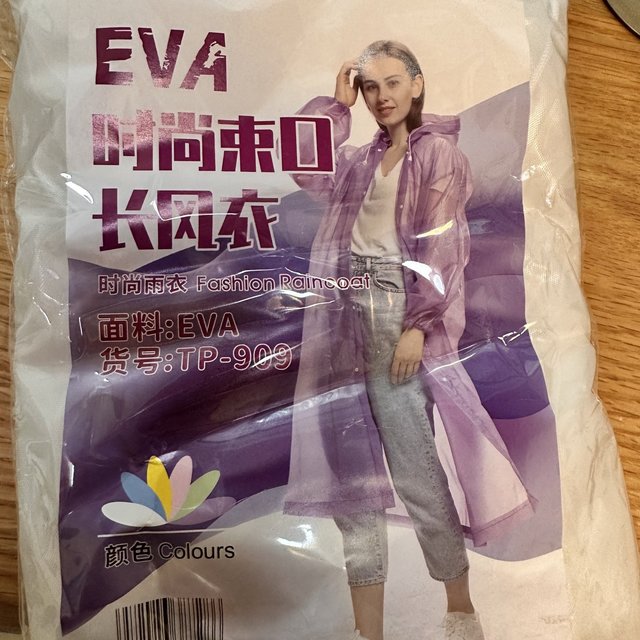 EVA
时尚束口
长风衣
时尚雨衣 Fashion Raincoat
面料:EVA
货号:TP-909
颜色 Colours